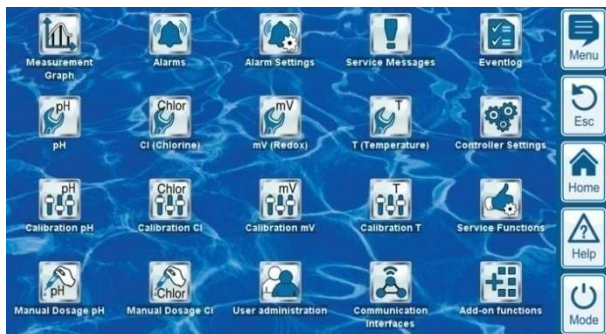 Measurement
Graph
Alarms
Alarm Settings
Service Messages
Eventlog
Menu
pH
pH
Chlor
Cl (Chlorine)
mV
mV (Redox)
T
T (Temperature)
Controller Settings
Esc
Home
pH
Calibration pH
Chlor
Calibration Cl
mV
Calibration mV
T
Calibration T
Service Functions
?
Help
pH
Manual Dosage pH
Chlor
Manual Dosage Cl
User administration
Communication
interfaces
Add-on functions
Mode